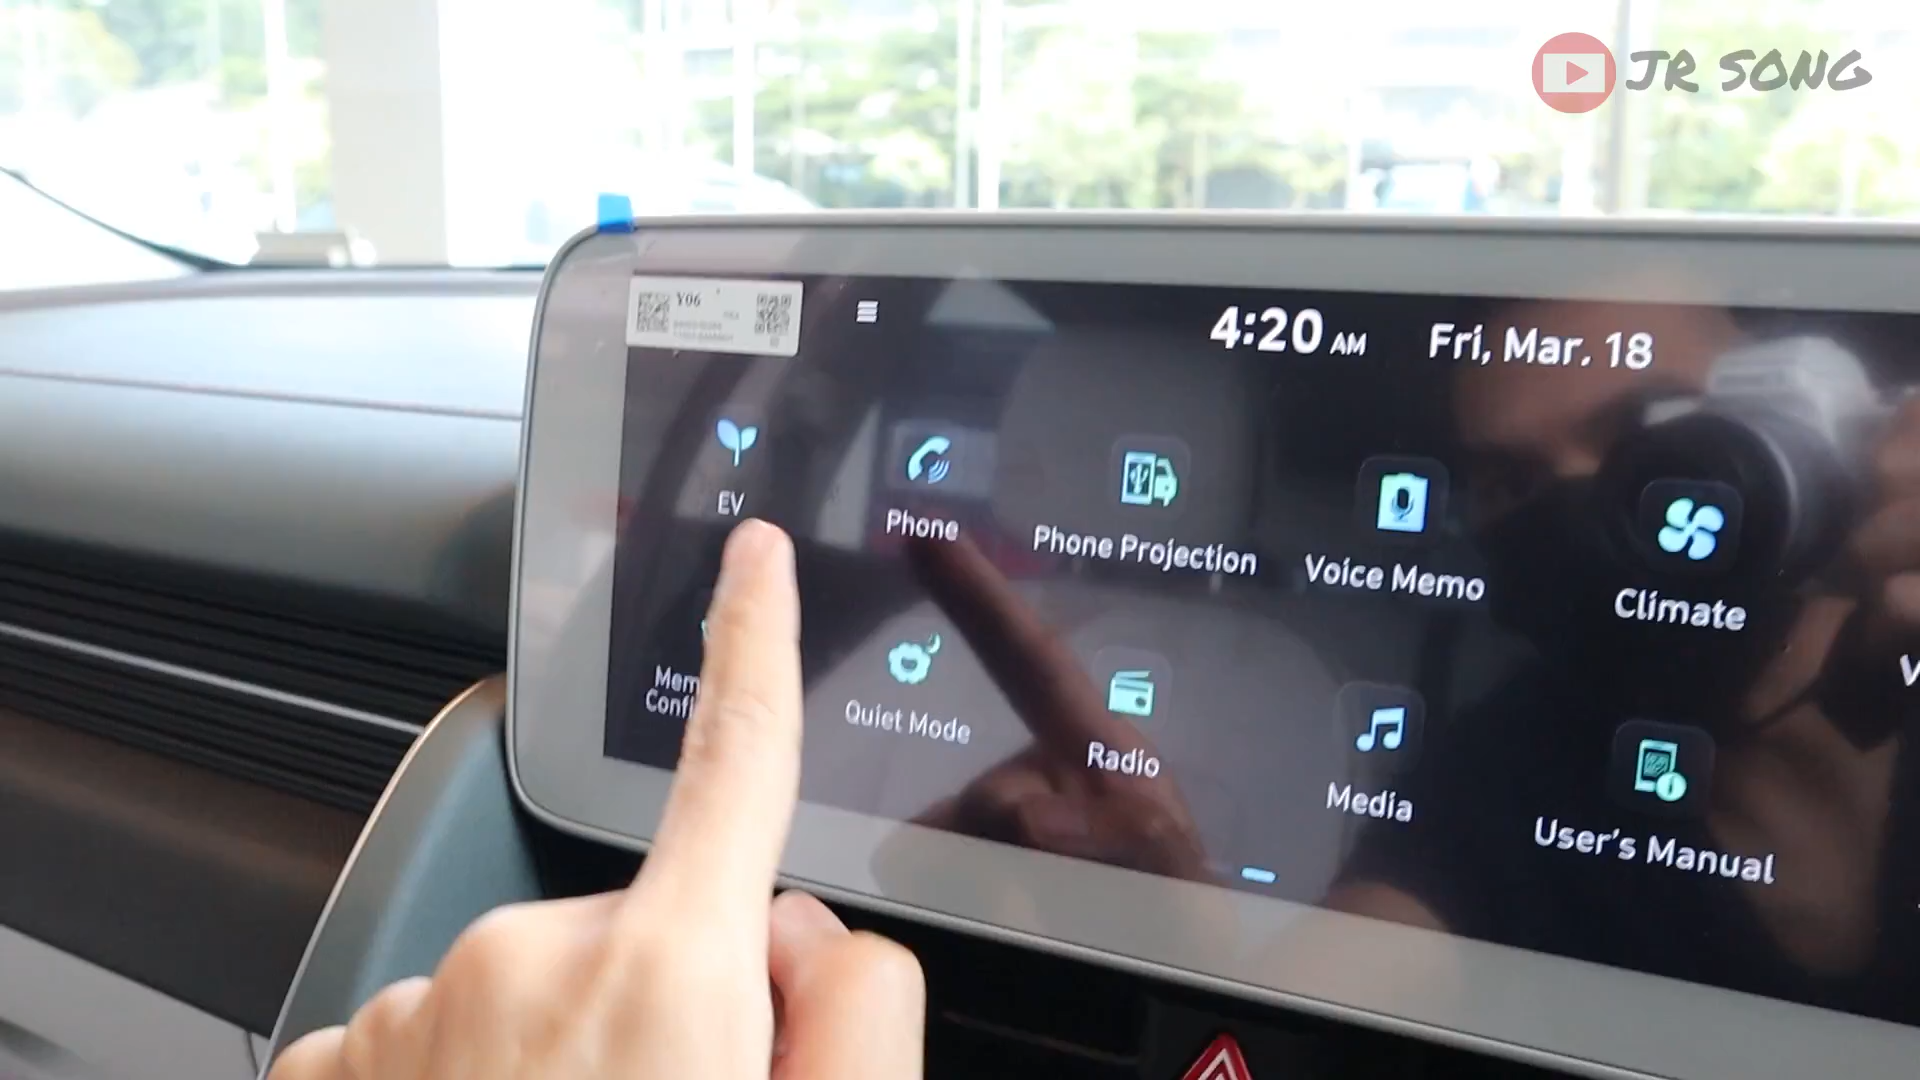 JR SONG
Y06
4:20 AM
Fri, Mar. 18
EV
Phone
Phone Projection
Voice Memo
Climate
Quiet Mode
Radio
Media
User's Manual